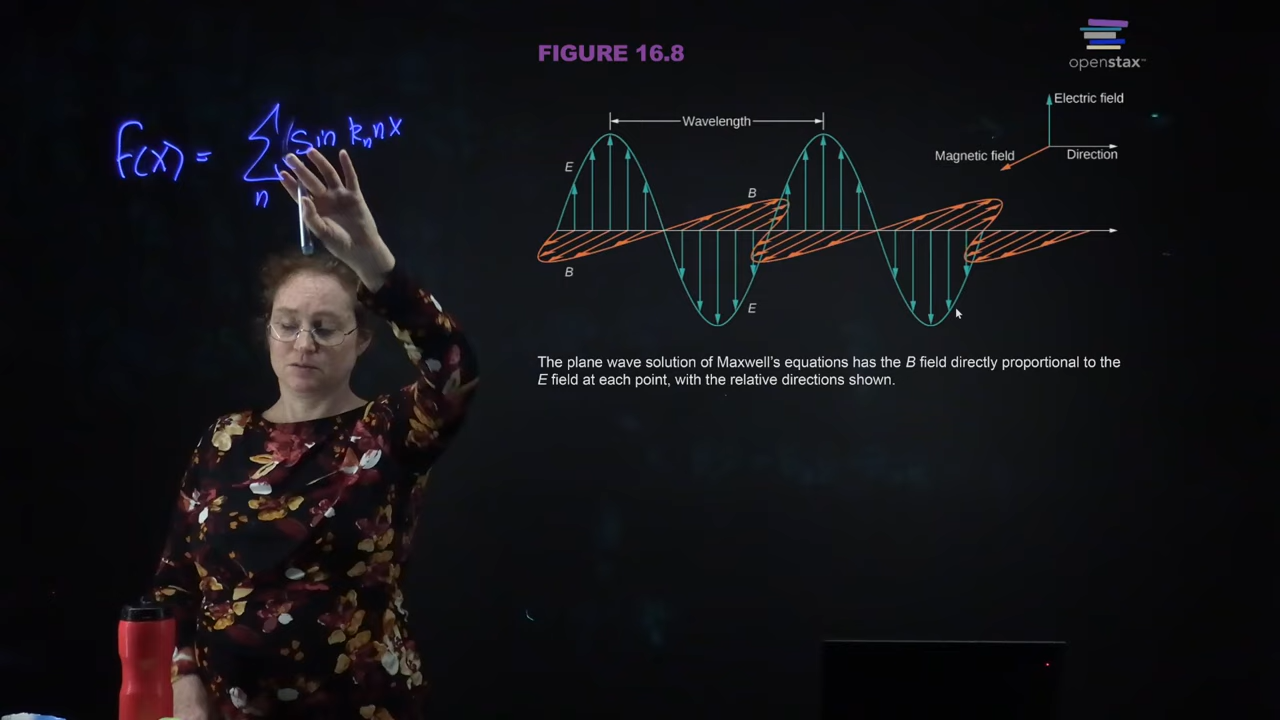 FIGURE 16.8
openstax™
f(x) = Σ (sin kₙnx
n
Wavelength
Electric field
Magnetic field
Direction
E
B
B
E
The plane wave solution of Maxwell's equations has the B field directly proportional to the
E field at each point, with the relative directions shown.